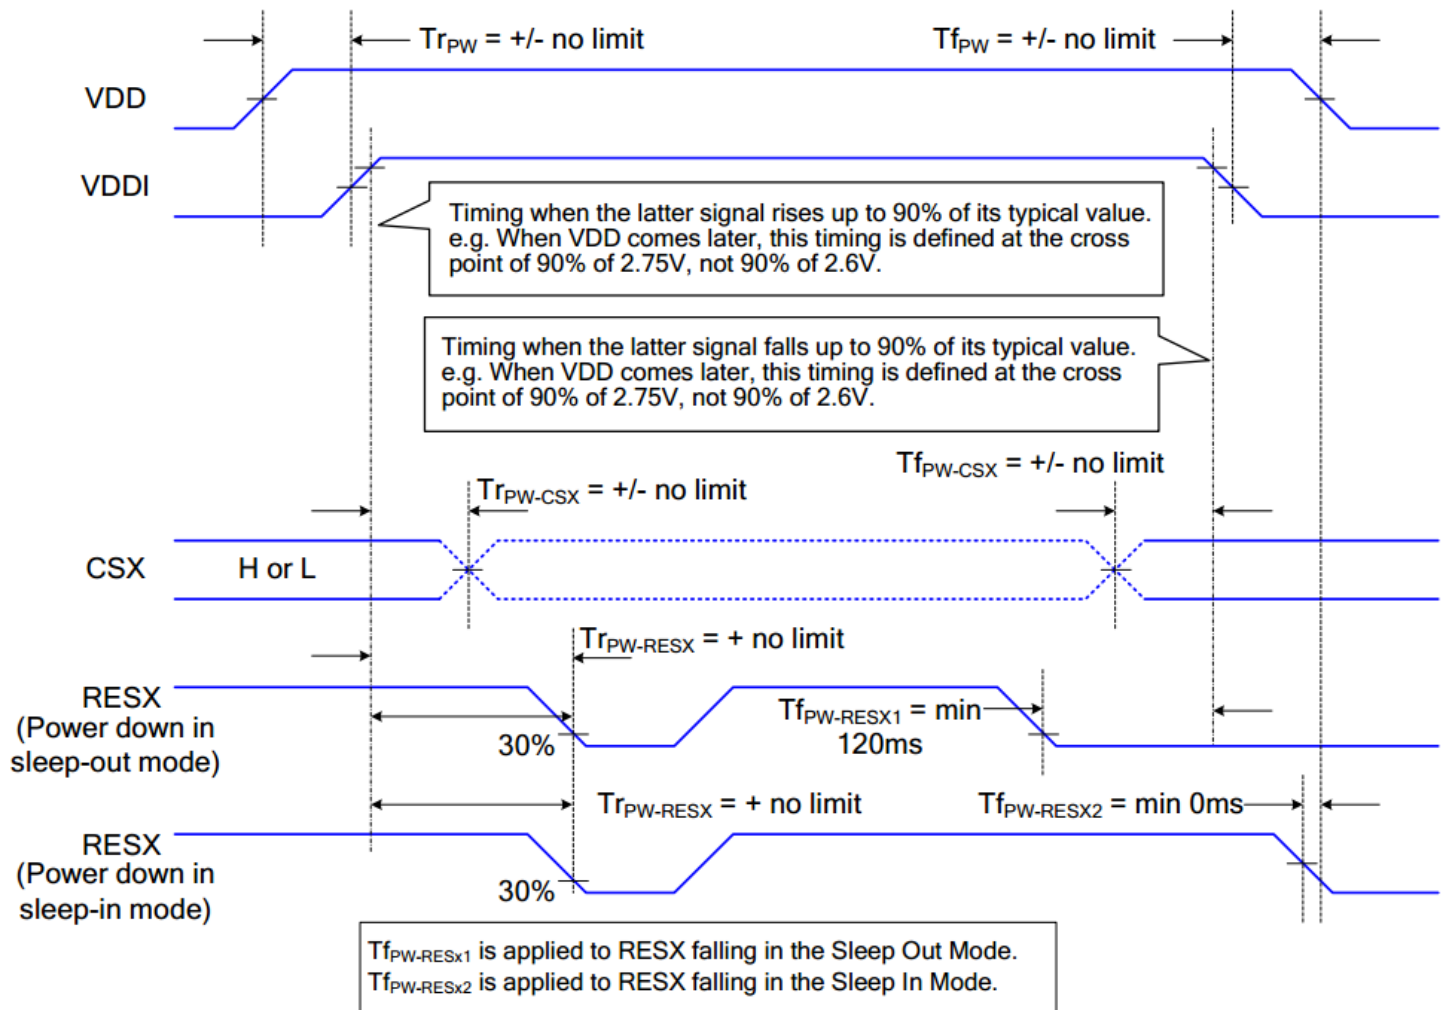 TrPW = +/- no limit
TfPW = +/- no limit
VDD
VDDI
Timing when the latter signal rises up to 90% of its typical value.
e.g. When VDD comes later, this timing is defined at the cross
point of 90% of 2.75V, not 90% of 2.6V.
Timing when the latter signal falls up to 90% of its typical value.
e.g. When VDD comes later, this timing is defined at the cross
point of 90% of 2.75V, not 90% of 2.6V.
TfPW-CSX = +/- no limit
TrPW-CSX = +/- no limit
CSX
H or L
TrPW-RESX = + no limit
RESX
(Power down in
sleep-out mode)
30%
TfPW-RESX1 = min
120ms
TrPW-RESX = + no limit
TfPW-RESX2 = min 0ms
RESX
(Power down in
sleep-in mode)
30%
TfPW-RESx1 is applied to RESX falling in the Sleep Out Mode.
TfPW-RESx2 is applied to RESX falling in the Sleep In Mode.